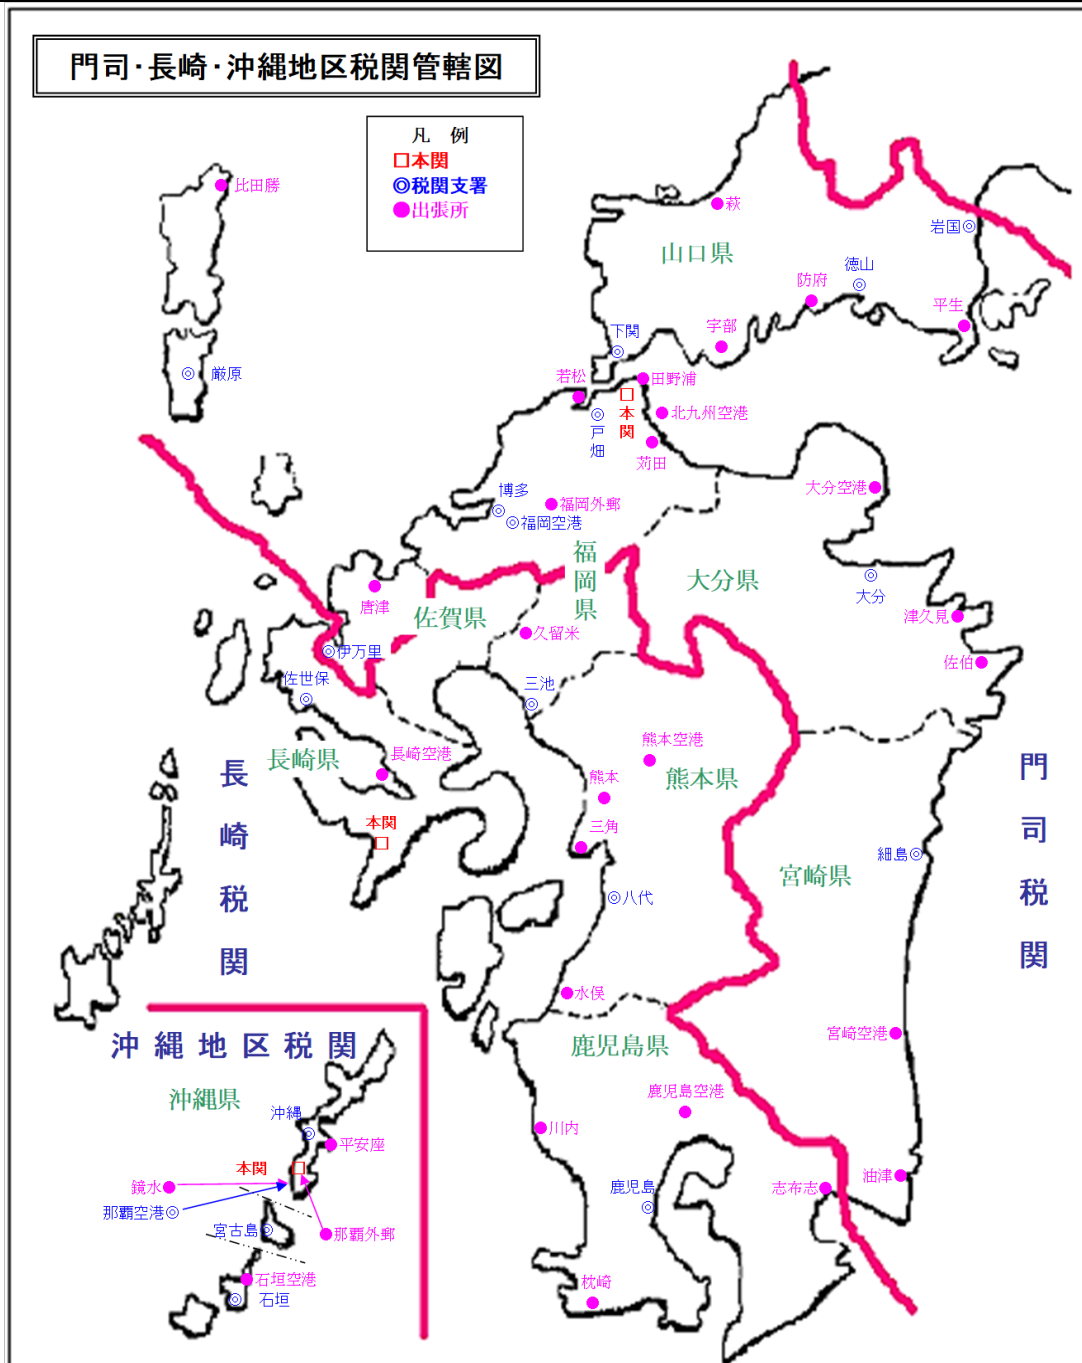 門司・長崎・沖縄地区税関管轄図
凡 例
□本関
◎税関支署
●出張所
比田勝
萩
山口県
岩国
徳山
防府
平生
宇部
下関
厳原
若松
田野浦
本関
北九州空港
戸畑
苅田
大分空港
博多
福岡外郵
福岡空港
福岡県
大分県
大分
唐津
佐賀県
久留米
津久見
伊万里
佐伯
佐世保
三池
長崎県
長崎空港
熊本空港
熊本県
熊本
長崎税関
門司税関
本関
三角
細島
宮崎県
八代
水俣
宮崎空港
鹿児島県
沖縄地区税関
沖縄県
沖縄
平安座
本関
鏡水
那覇空港
宮古島
那覇外郵
石垣空港
石垣
鹿児島空港
川内
鹿児島
志布志
油津
枕崎